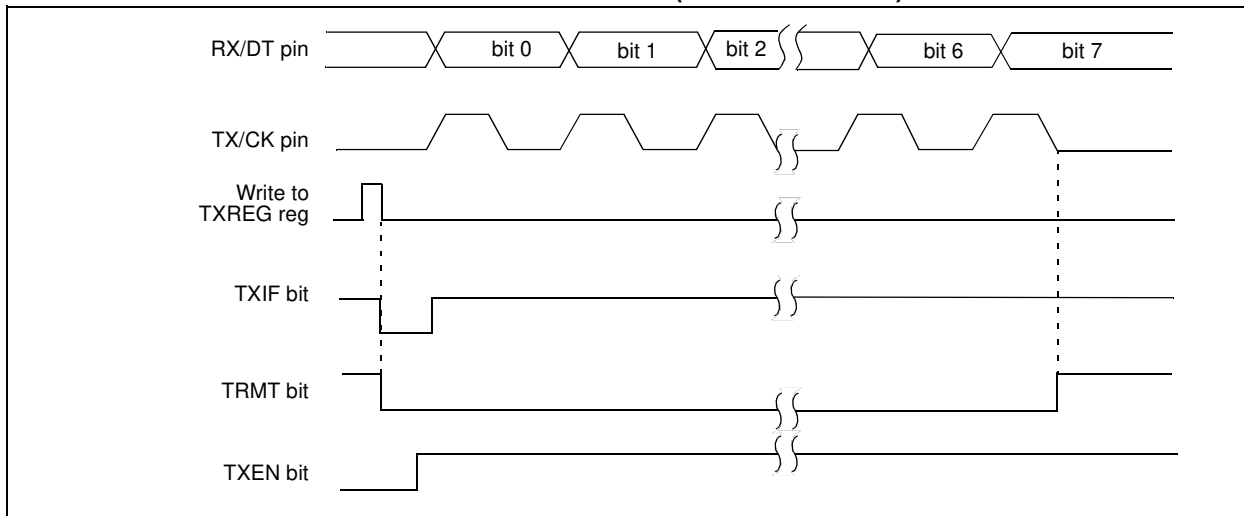 RX/DT pin
bit 0 bit 1 bit 2 bit 6 bit 7
TX/CK pin
Write to
TXREG reg
TXIF bit
TRMT bit
TXEN bit